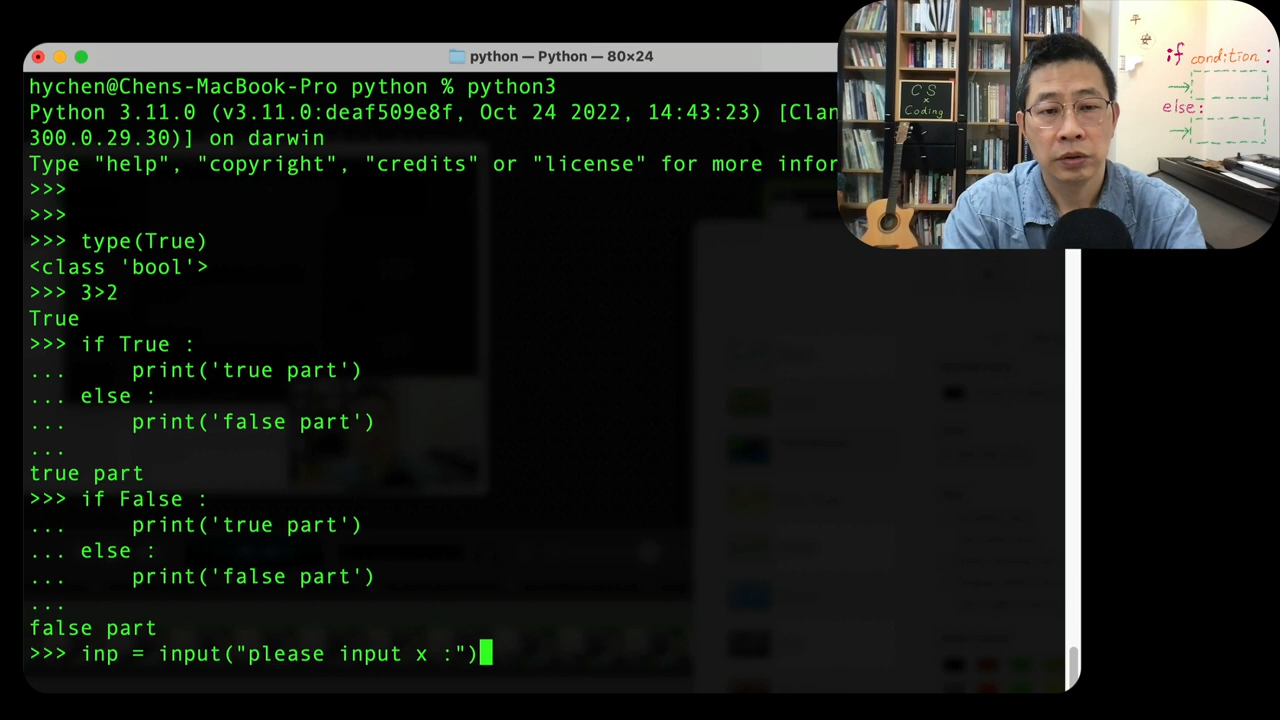 python — Python — 80×24
hychen@Chens-MacBook-Pro python % python3
Python 3.11.0 (v3.11.0:deaf509e8f, Oct 24 2022, 14:43:23) [Clan
300.0.29.30)] on darwin
Type "help", "copyright", "credits" or "license" for more infor
>>>
>>>
>>> type(True)
<class 'bool'>
>>> 3>2
True
>>> if True :
...     print('true part')
... else :
...     print('false part')
...
true part
>>> if False :
...     print('true part')
... else :
...     print('false part')
...
false part
>>> inp = input("please input x :")
CS
×
Coding
平
安
if condition :
else :